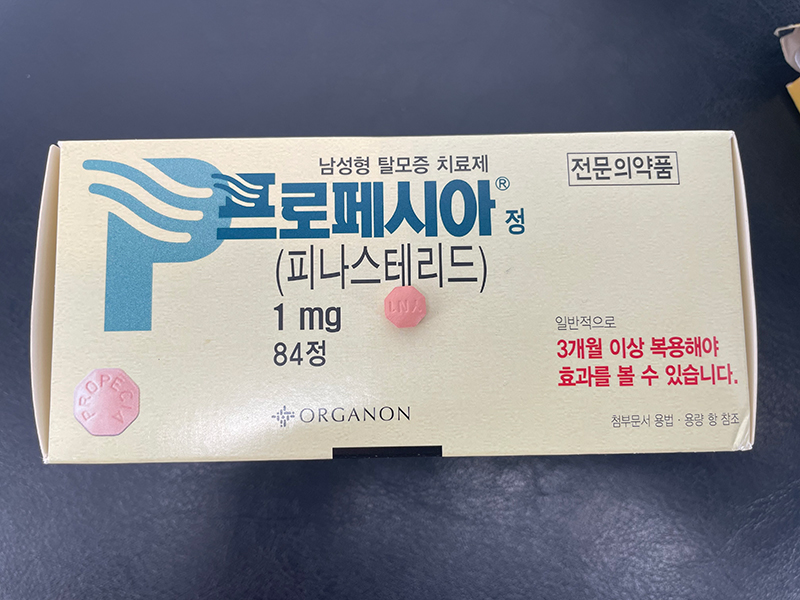 남성형 탈모증 치료제
전문의약품
프로페시아® 정
(피나스테리드)
1 mg
84정
일반적으로
3개월 이상 복용해야
효과를 볼 수 있습니다.
PROPECIA
ORGANON
첨부문서 용법·용량 항 참조